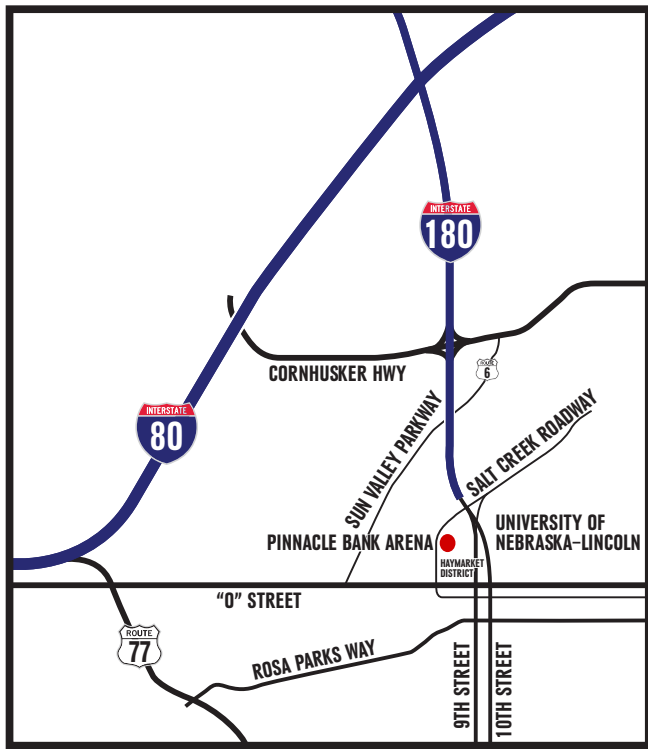 INTERSTATE
180
CORNHUSKER HWY
ROUTE
6
INTERSTATE
80
SUN VALLEY PARKWAY
SALT CREEK ROADWAY
UNIVERSITY OF
NEBRASKA–LINCOLN
PINNACLE BANK ARENA
HAYMARKET
DISTRICT
“O” STREET
ROUTE
77
ROSA PARKS WAY
9TH STREET
10TH STREET